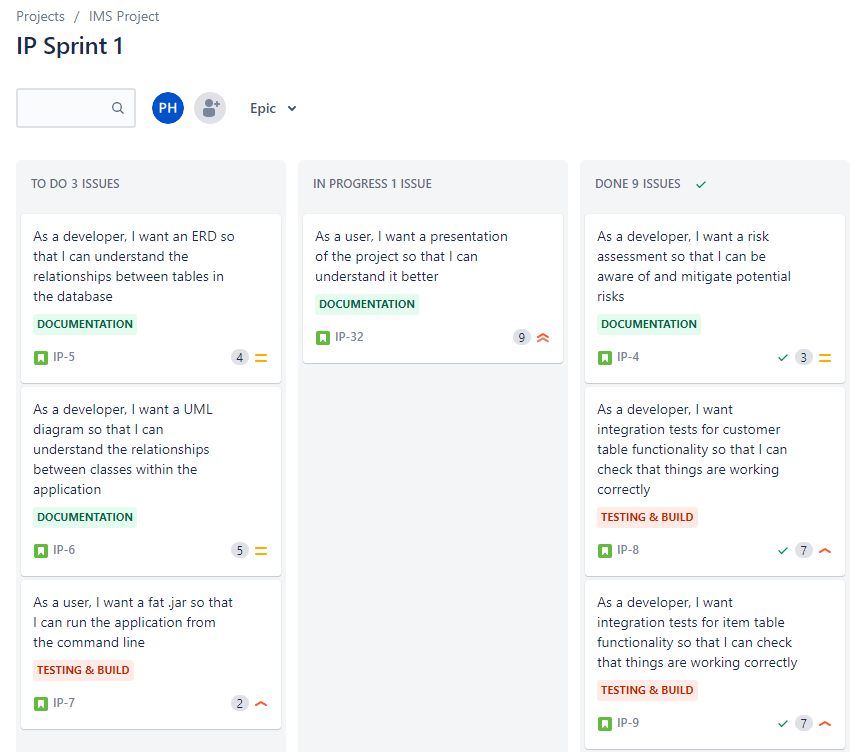 Projects / IMS Project
IP Sprint 1
PH
Epic
TO DO 3 ISSUES
As a developer, I want an ERD so
that I can understand the
relationships between tables in
the database
DOCUMENTATION
IP-5 4
As a developer, I want a UML
diagram so that I can
understand the relationships
between classes within the
application
DOCUMENTATION
IP-6 5
As a user, I want a fat .jar so that
I can run the application from
the command line
TESTING & BUILD
IP-7 2
IN PROGRESS 1 ISSUE
As a user, I want a presentation
of the project so that I can
understand it better
DOCUMENTATION
IP-32 9
DONE 9 ISSUES
As a developer, I want a risk
assessment so that I can be
aware of and mitigate potential
risks
DOCUMENTATION
IP-4 3
As a developer, I want
integration tests for customer
table functionality so that I can
check that things are working
correctly
TESTING & BUILD
IP-8 7
As a developer, I want
integration tests for item table
functionality so that I can check
that things are working correctly
TESTING & BUILD
IP-9 7